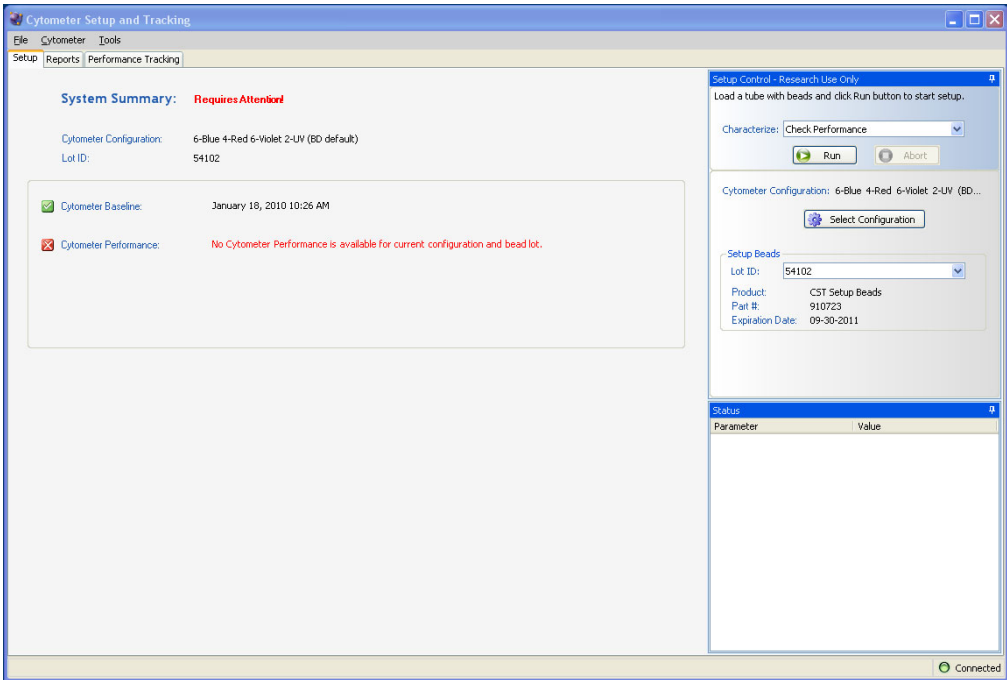 Cytometer Setup and Tracking
File Cytometer Tools
Setup Reports Performance Tracking
System Summary: Requires Attention!
Cytometer Configuration: 6-Blue 4-Red 6-Violet 2-UV (BD default)
Lot ID: 54102
Cytometer Baseline: January 18, 2010 10:26 AM
Cytometer Performance: No Cytometer Performance is available for current configuration and bead lot.
Setup Control - Research Use Only
Load a tube with beads and click Run button to start setup.
Characterize: Check Performance
Run Abort
Cytometer Configuration: 6-Blue 4-Red 6-Violet 2-UV (BD...
Select Configuration
Setup Beads
Lot ID: 54102
Product: CST Setup Beads
Part #: 910723
Expiration Date: 09-30-2011
Status
Parameter Value
Connected